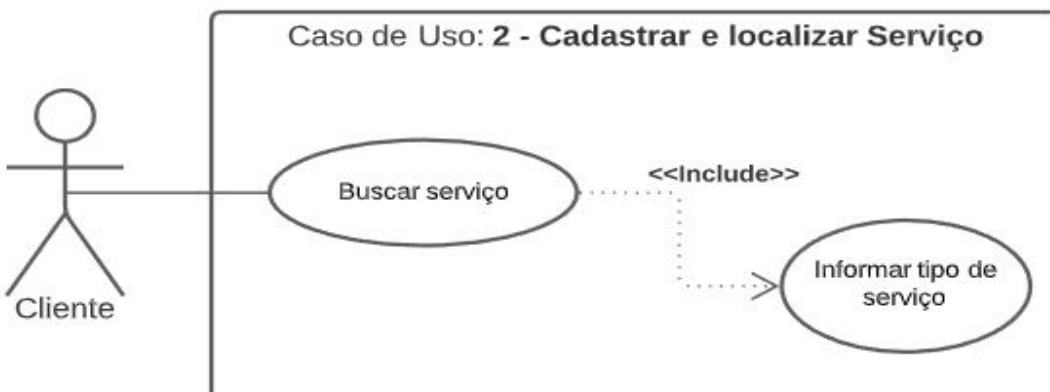 Caso de Uso: 2 - Cadastrar e localizar Serviço
Buscar serviço
<<Include>>
Informar tipo de
serviço
Cliente